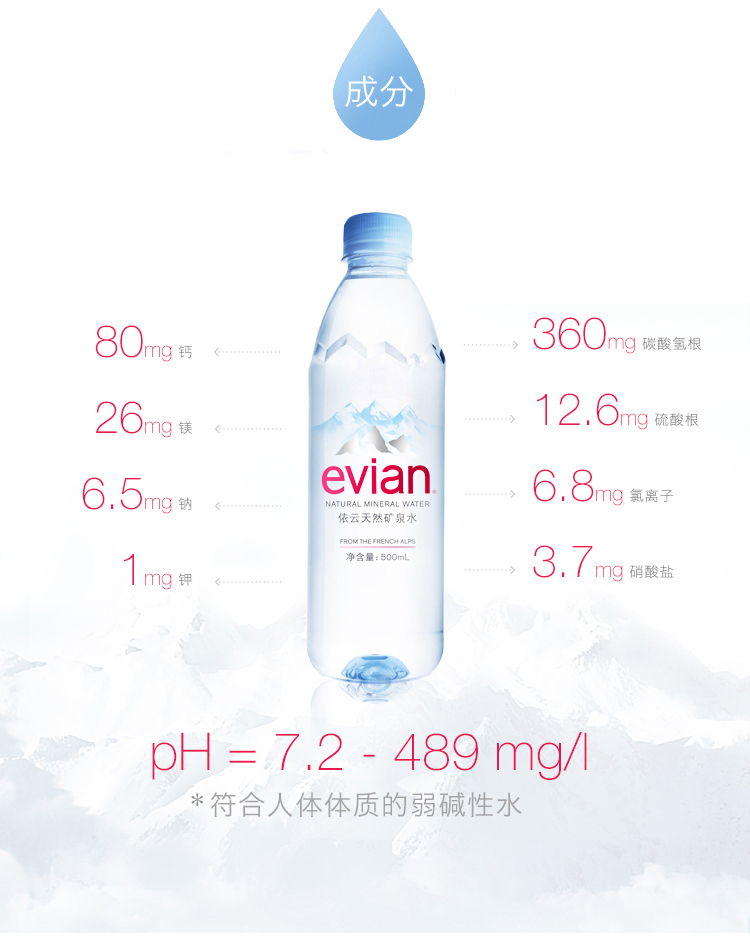 成分
80mg 钙
26mg 镁
6.5mg 钠
1mg 钾
360mg 碳酸氢根
12.6mg 硫酸根
6.8mg 氯离子
3.7mg 硝酸盐
evian®
NATURAL MINERAL WATER
依云天然矿泉水
FROM THE FRENCH ALPS
净含量：500mL
pH = 7.2 - 489 mg/l
*符合人体体质的弱碱性水